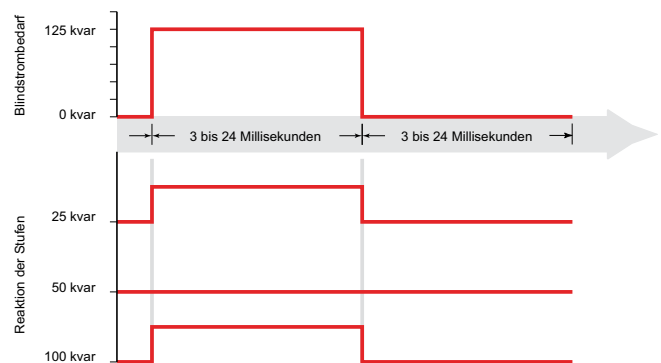 Blindstrombedarf
125 kvar
0 kvar
3 bis 24 Millisekunden
3 bis 24 Millisekunden
Reaktion der Stufen
25 kvar
50 kvar
100 kvar